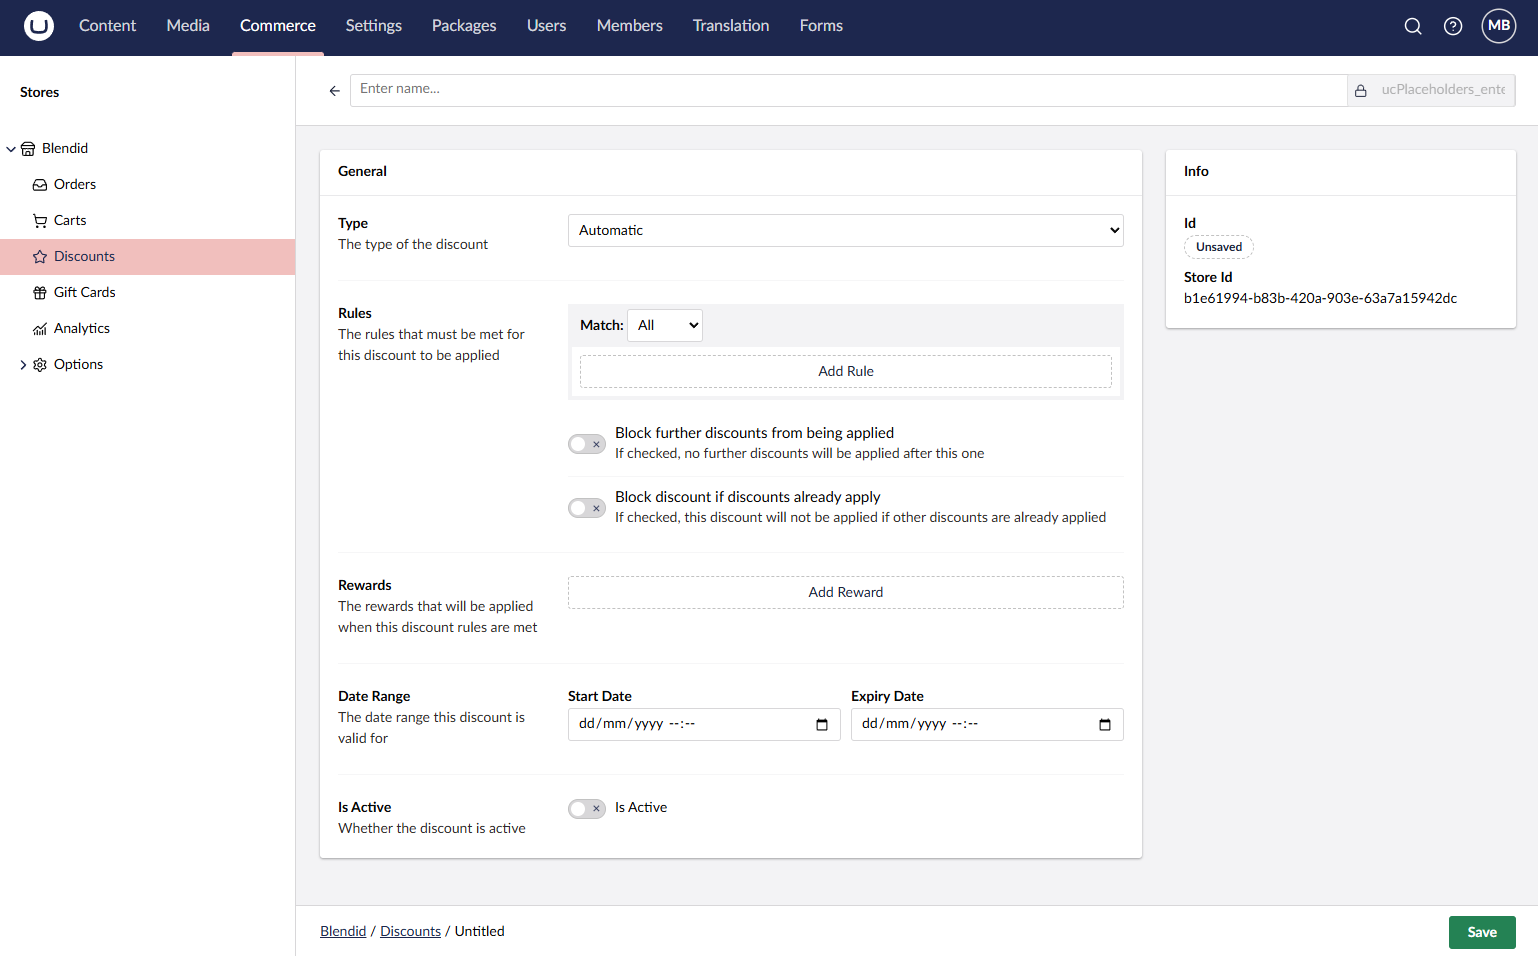 Content Media Commerce Settings Packages Users Members Translation Forms MB
Stores
Blendid
Orders
Carts
Discounts
Gift Cards
Analytics
Options
Enter name...
ucPlaceholders_ente
General
Type
The type of the discount
Automatic
Rules
The rules that must be met for
this discount to be applied
Match: All
Add Rule
Block further discounts from being applied
If checked, no further discounts will be applied after this one
Block discount if discounts already apply
If checked, this discount will not be applied if other discounts are already applied
Rewards
The rewards that will be applied
when this discount rules are met
Add Reward
Date Range
The date range this discount is
valid for
Start Date
dd/mm/yyyy --:--
Expiry Date
dd/mm/yyyy --:--
Is Active
Whether the discount is active
Is Active
Info
Id
Unsaved
Store Id
b1e61994-b83b-420a-903e-63a7a15942dc
Blendid / Discounts / Untitled
Save